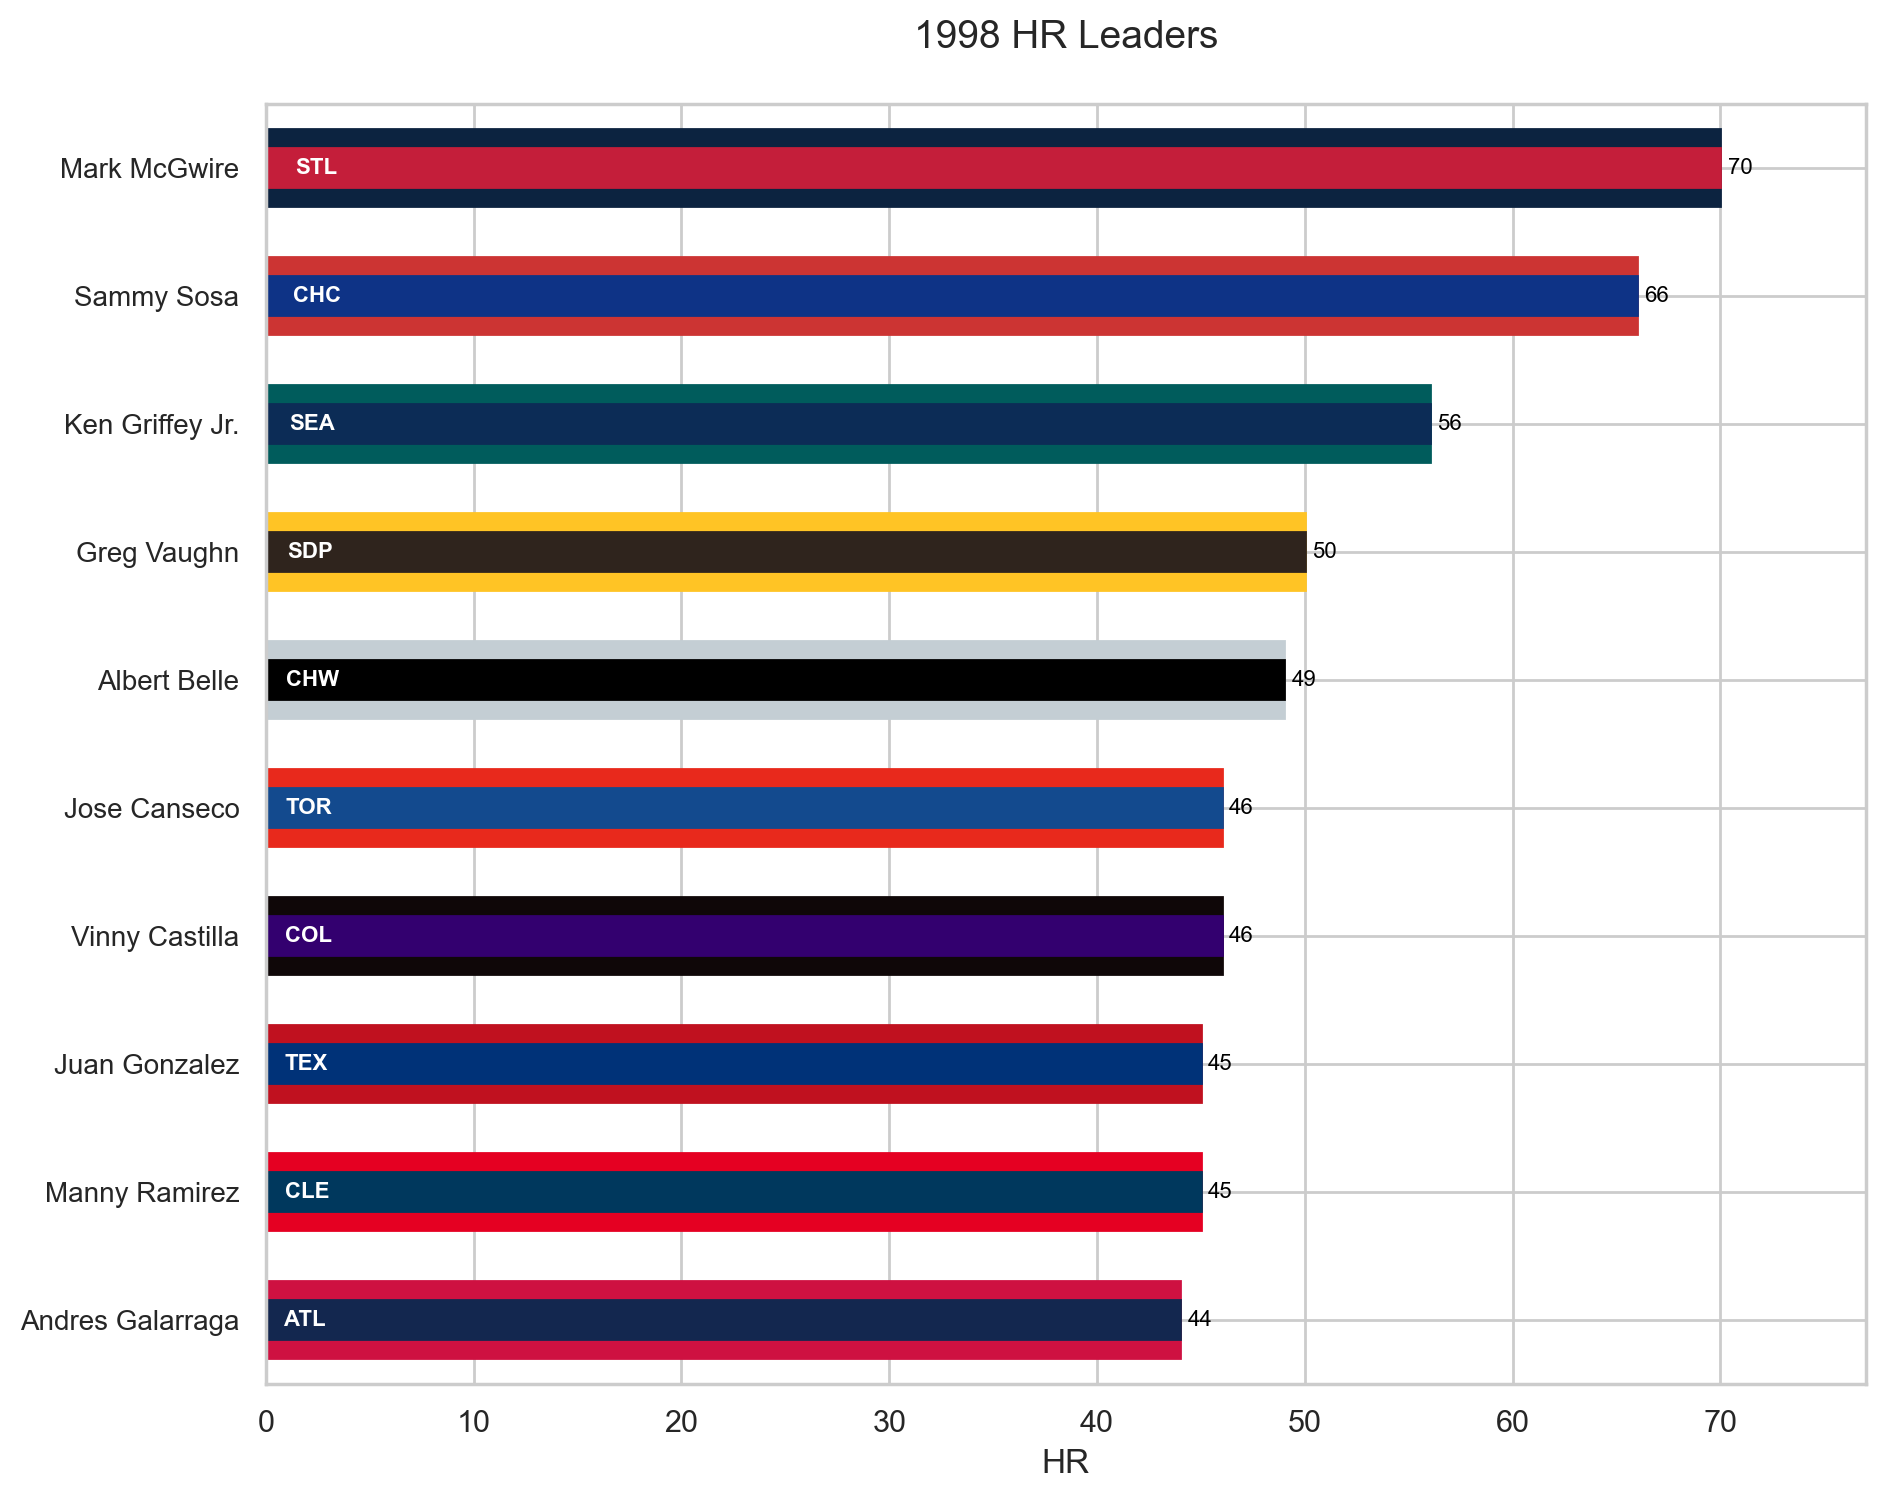 1998 HR Leaders
Mark McGwire STL 70
Sammy Sosa CHC 66
Ken Griffey Jr. SEA 56
Greg Vaughn SDP 50
Albert Belle CHW 49
Jose Canseco TOR 46
Vinny Castilla COL 46
Juan Gonzalez TEX 45
Manny Ramirez CLE 45
Andres Galarraga ATL 44
0 10 20 30 40 50 60 70
HR